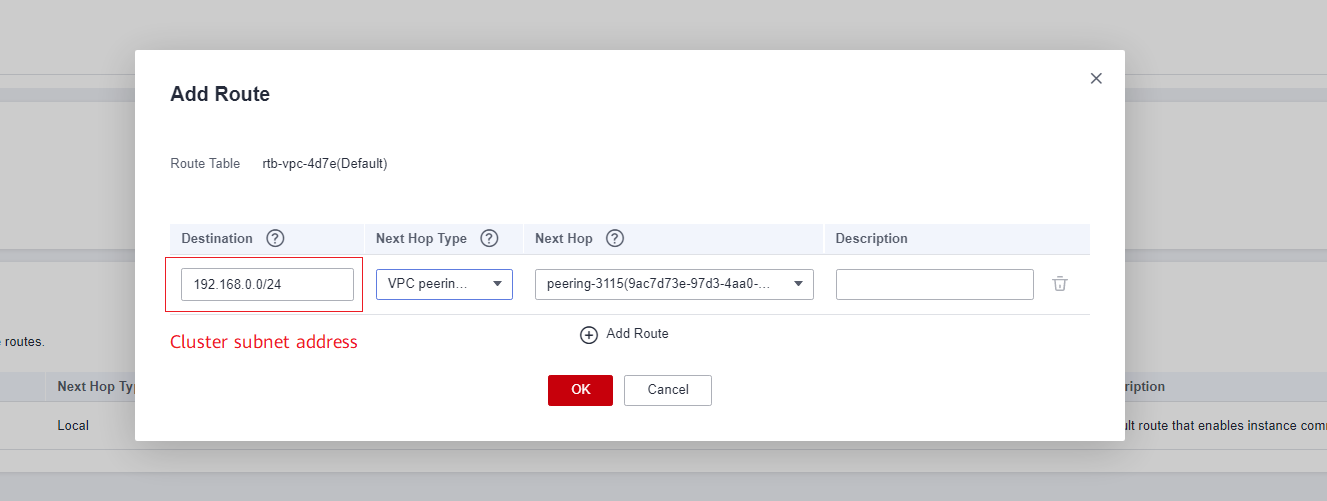 Add Route
Route Table rtb-vpc-4d7e(Default)
Destination ? Next Hop Type ? Next Hop ? Description
192.168.0.0/24 VPC peerin... peering-3115(9ac7d73e-97d3-4aa0-...
Cluster subnet address
Add Route
routes.
OK Cancel
Next Hop Ty
ription
Local
ult route that enables instance com